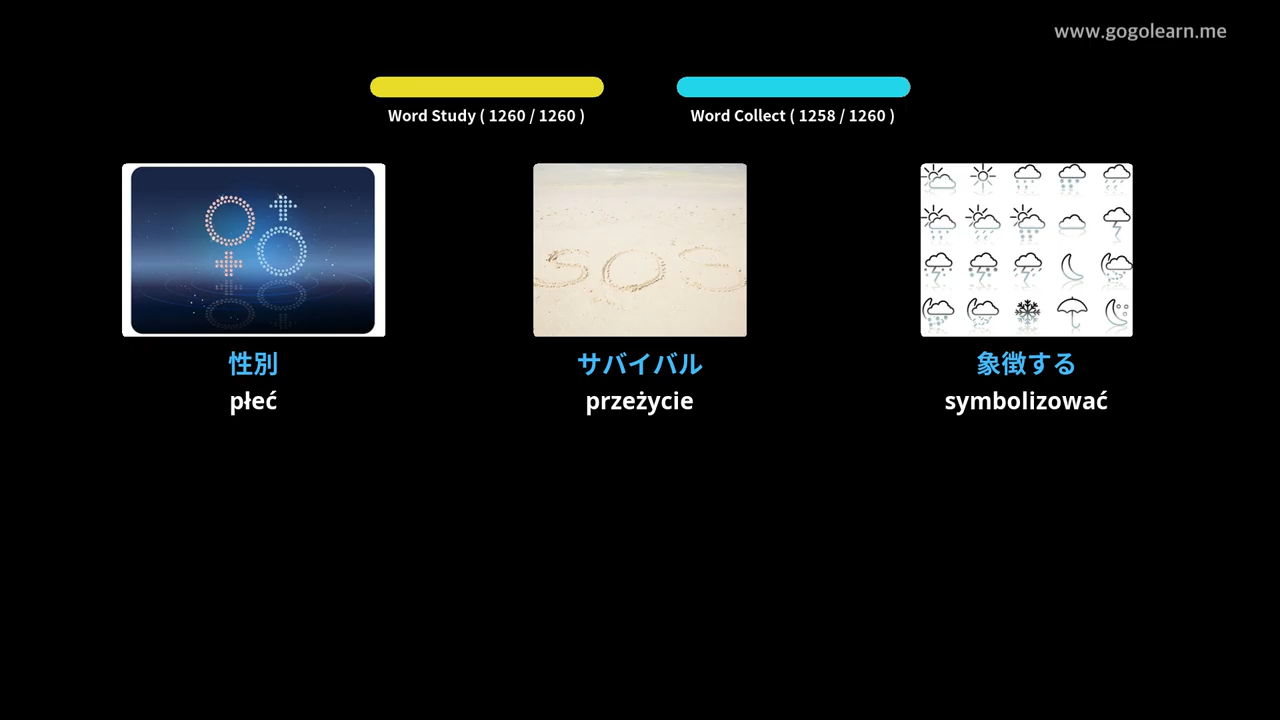 www.gogolearn.me
Word Study ( 1260 / 1260 )
Word Collect ( 1258 / 1260 )
SOS
性別
サバイバル
象徴する
płeć
przeżycie
symbolizować